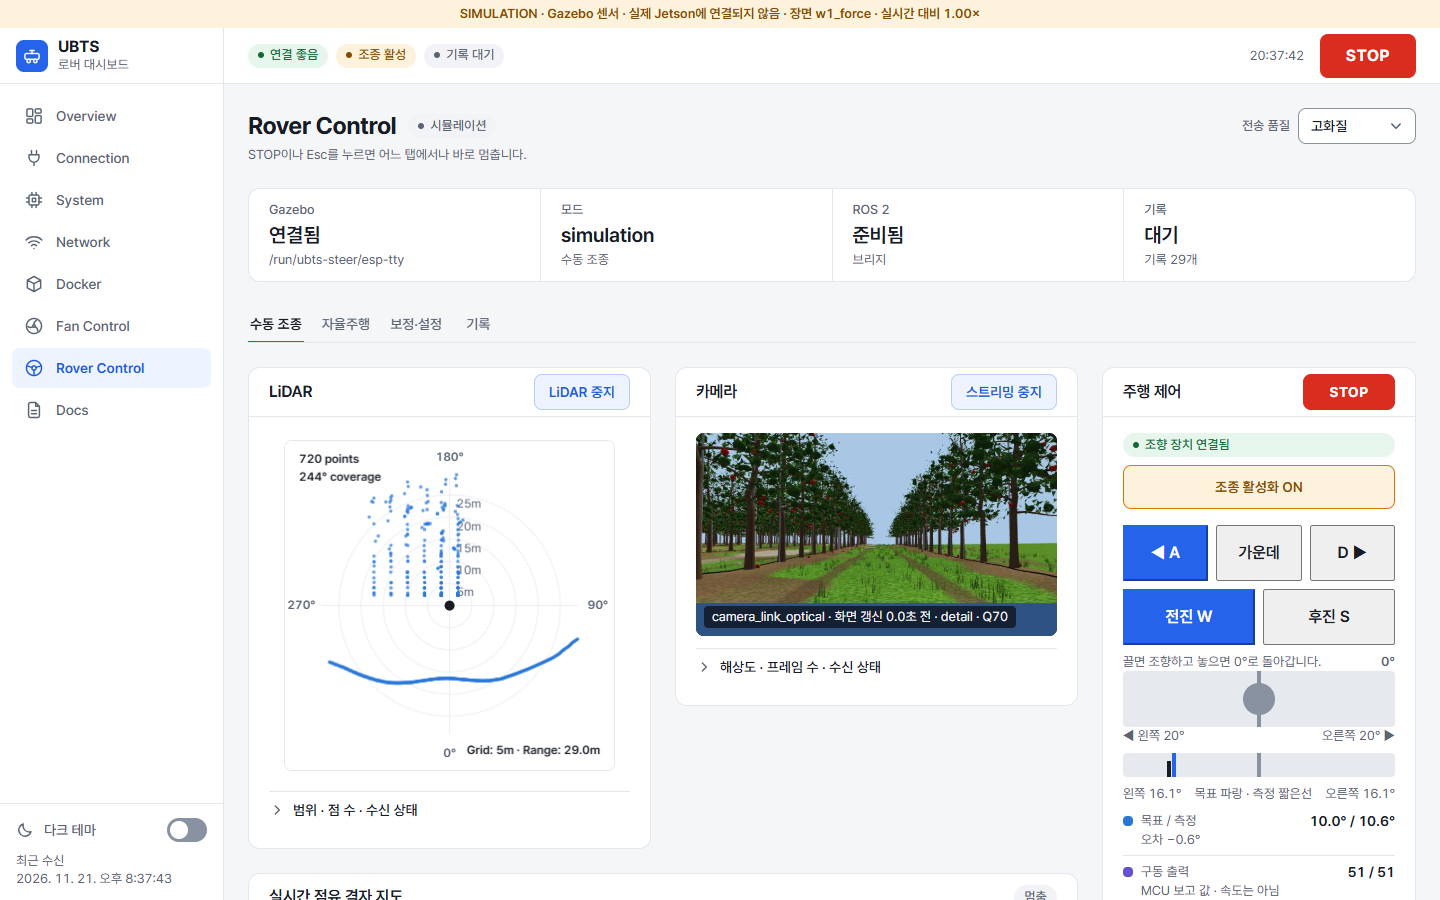 SIMULATION · Gazebo 센서 · 실제 Jetson에 연결되지 않음 · 장면 w1_force · 실시간 대비 1.00×
UBTS
로버 대시보드
연결 좋음
조종 활성
기록 대기
20:37:42
STOP
Overview
Connection
System
Network
Docker
Fan Control
Rover Control
Docs
다크 테마
최근 수신
2026. 11. 21. 오후 8:37:43
Rover Control
시뮬레이션
STOP이나 Esc를 누르면 어느 탭에서나 바로 멈춥니다.
전송 품질
고화질
Gazebo
연결됨
/run/ubts-steer/esp-tty
모드
simulation
수동 조종
ROS 2
준비됨
브리지
기록
대기
기록 29개
수동 조종
자율주행
보정·설정
기록
LiDAR
LiDAR 중지
720 points
244° coverage
180°
25m
20m
15m
10m
5m
270°
90°
0°
Grid: 5m · Range: 29.0m
범위 · 점 수 · 수신 상태
카메라
스트리밍 중지
camera_link_optical · 화면 갱신 0.0초 전 · detail · Q70
해상도 · 프레임 수 · 수신 상태
주행 제어
STOP
조향 장치 연결됨
조종 활성화 ON
◀ A
가운데
D ▶
전진 W
후진 S
끌면 조향하고 놓으면 0°로 돌아갑니다.
0°
◀ 왼쪽 20°
오른쪽 20° ▶
왼쪽 16.1°
목표 파랑 · 측정 짧은선
오른쪽 16.1°
목표 / 측정
10.0° / 10.6°
오차 −0.6°
구동 출력
51 / 51
MCU 보고 값 · 속도는 아님
실시간 점유 격자 지도
멈춤